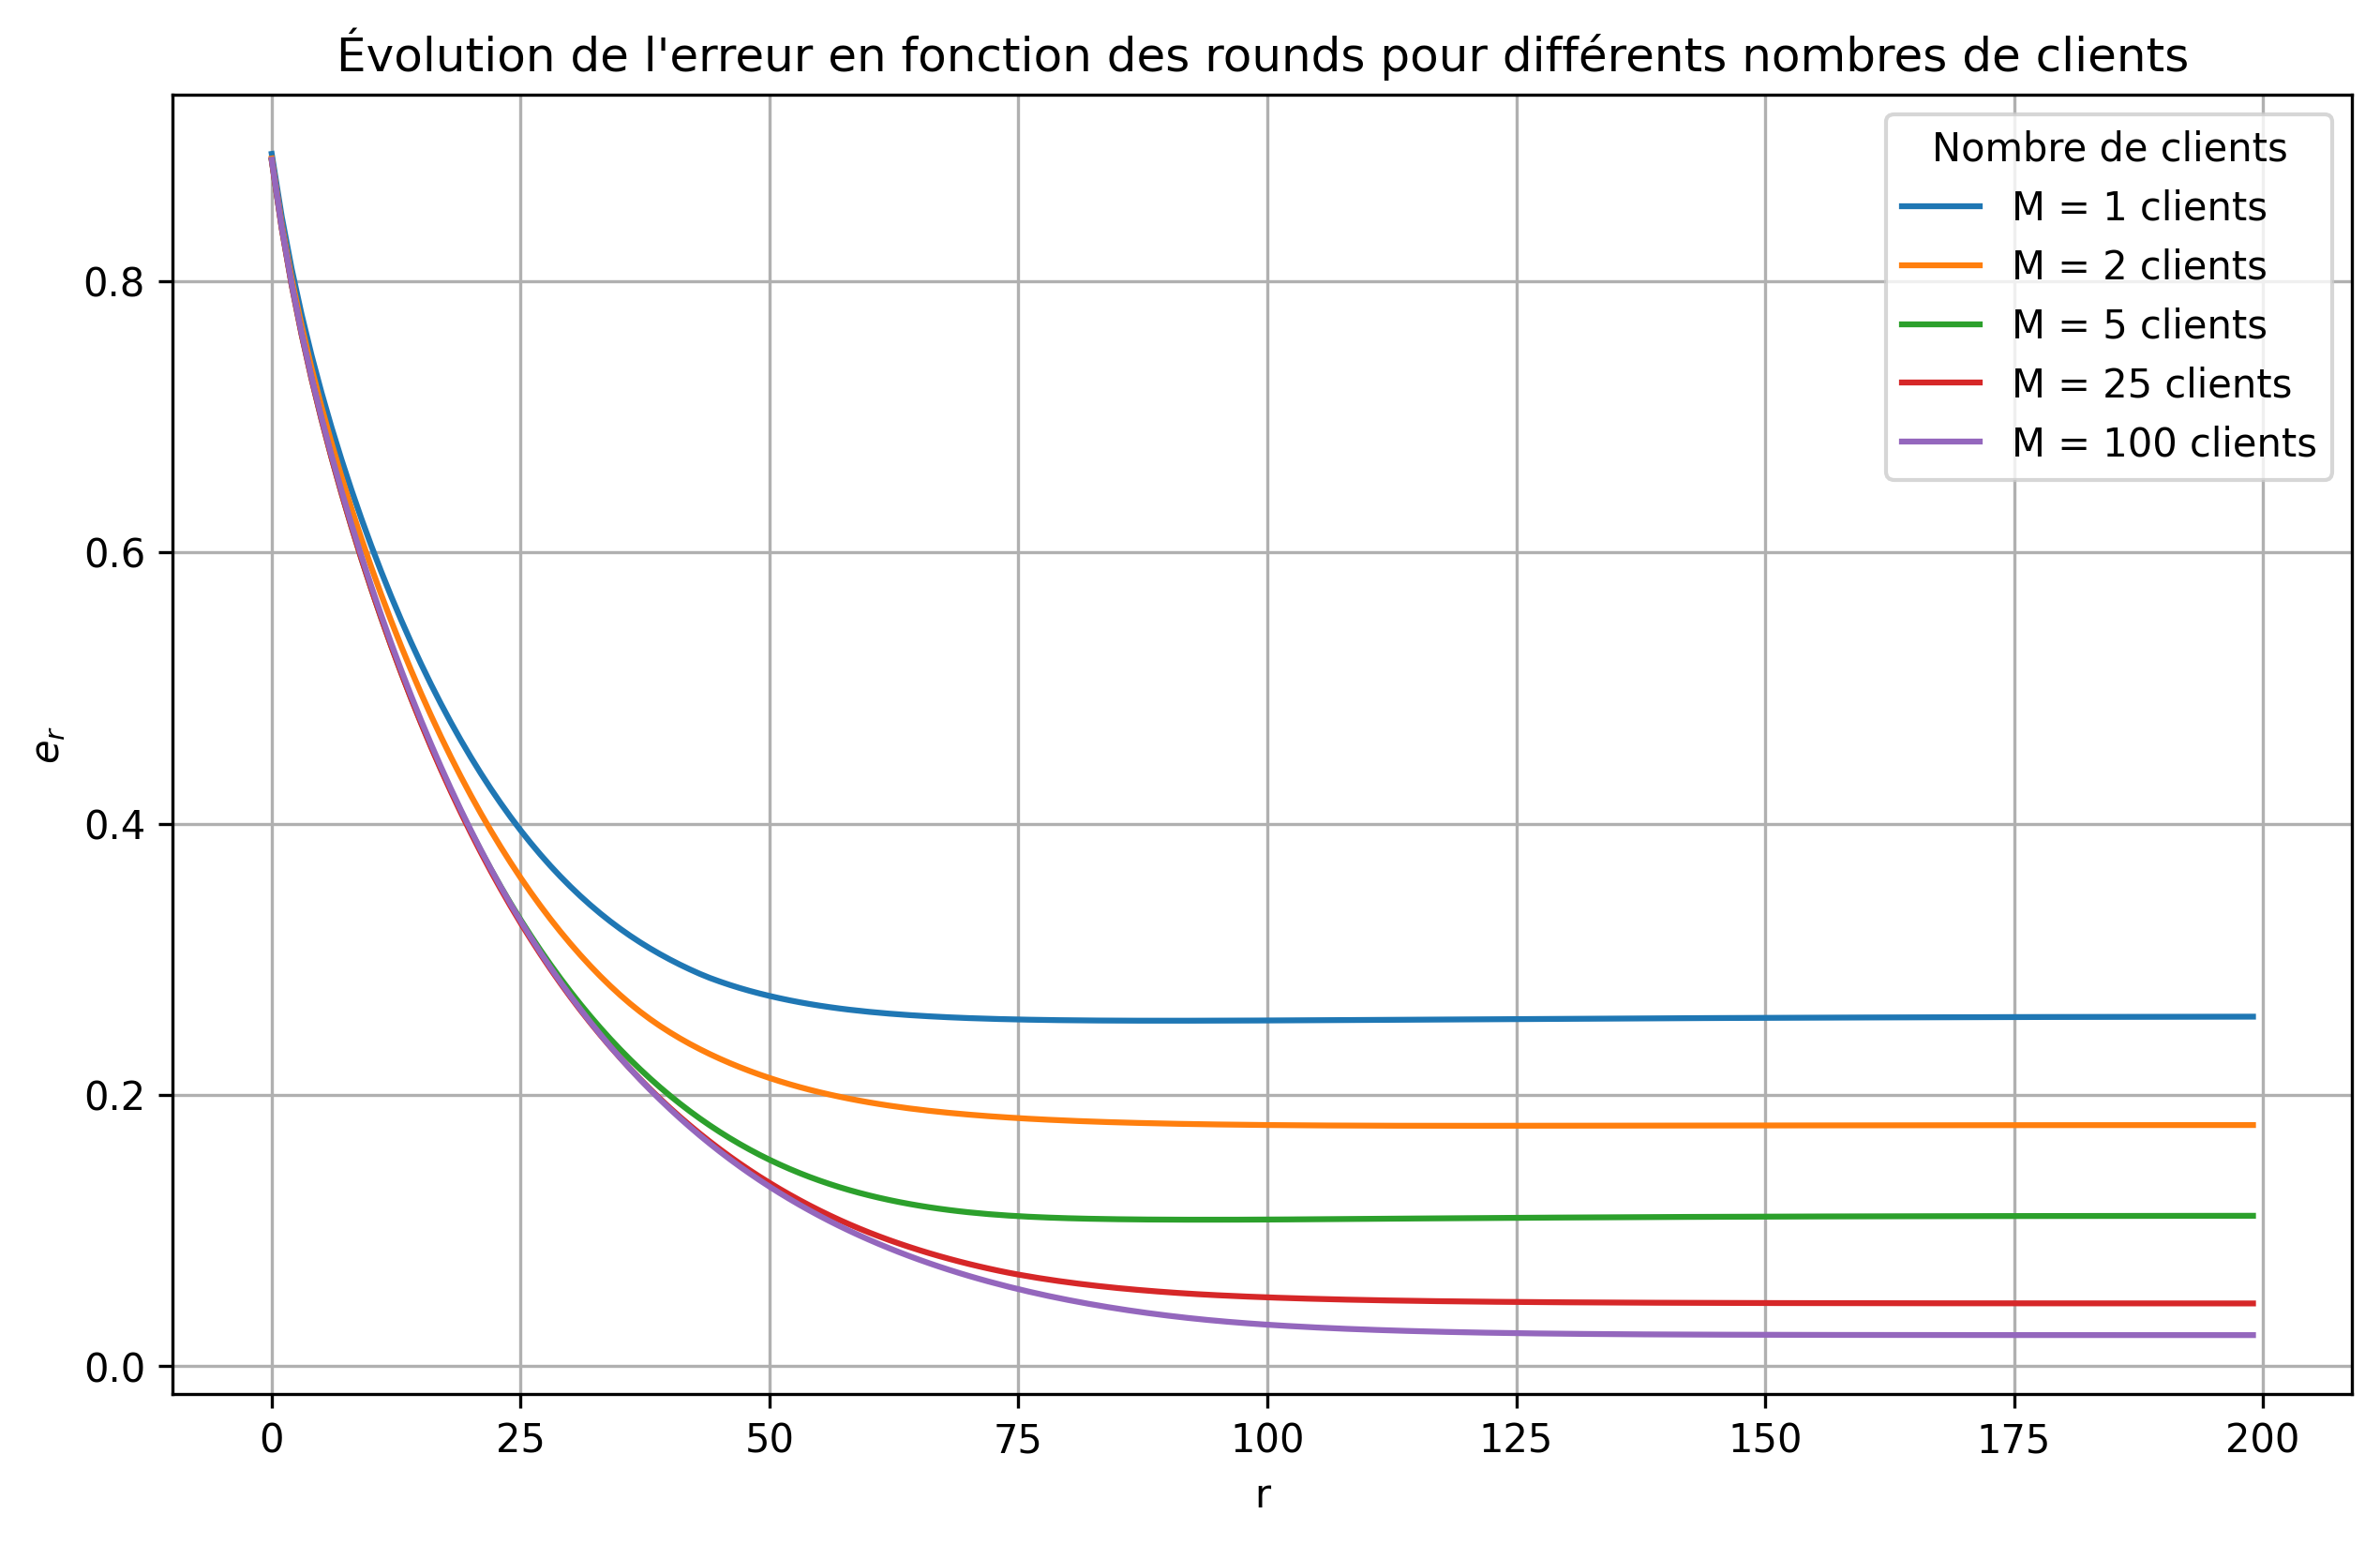 Évolution de l'erreur en fonction des rounds pour différents nombres de clients
Nombre de clients
M = 1 clients
M = 2 clients
M = 5 clients
M = 25 clients
M = 100 clients
0.8
0.6
0.4
0.2
0.0
e_r
0 25 50 75 100 125 150 175 200
r